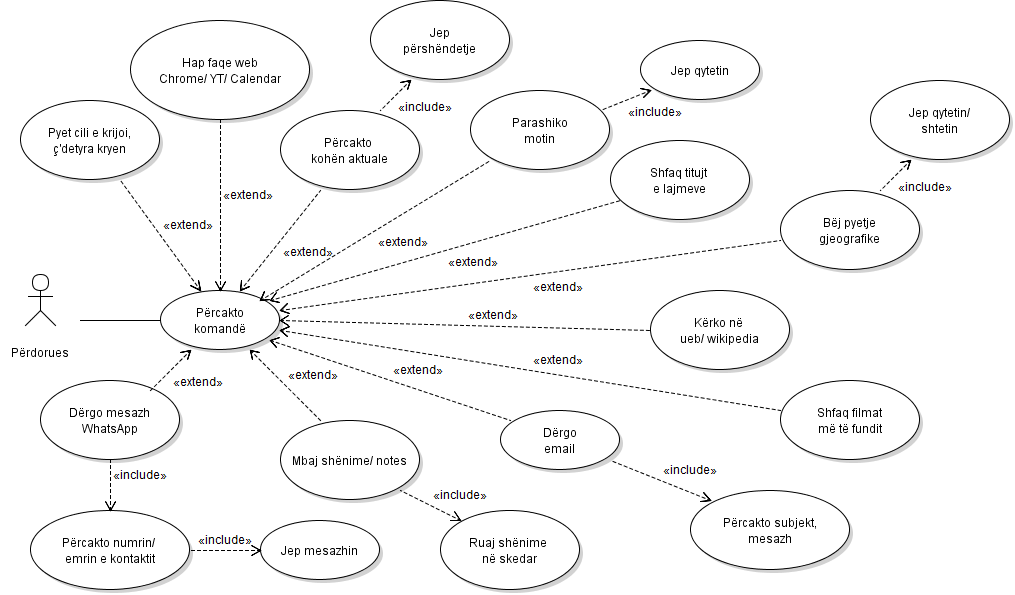 Jep
përshëndetje
Hap faqe web
Chrome/ YT/ Calendar
Jep qytetin
«include»
«include»
Jep qytetin/
shtetin
Pyet cili e krijoi,
ç'detyra kryen
Përcakto
kohën aktuale
Parashiko
motin
Shfaq titujt
e lajmeve
«include»
«extend»
«extend»
Bëj pyetje
gjeografike
«extend»
«extend»
«extend»
«extend»
Përdorues
Përcakto
komandë
«extend»
Kërko në
ueb/ wikipedia
«extend»
«extend»
«extend»
«extend»
Dërgo mesazh
WhatsApp
Shfaq filmat
më të fundit
Dërgo
email
Mbaj shënime/ notes
«include»
«include»
«include»
Përcakto subjekt,
mesazh
Përcakto numrin/
emrin e kontaktit
«include»
Jep mesazhin
Ruaj shënime
në skedar